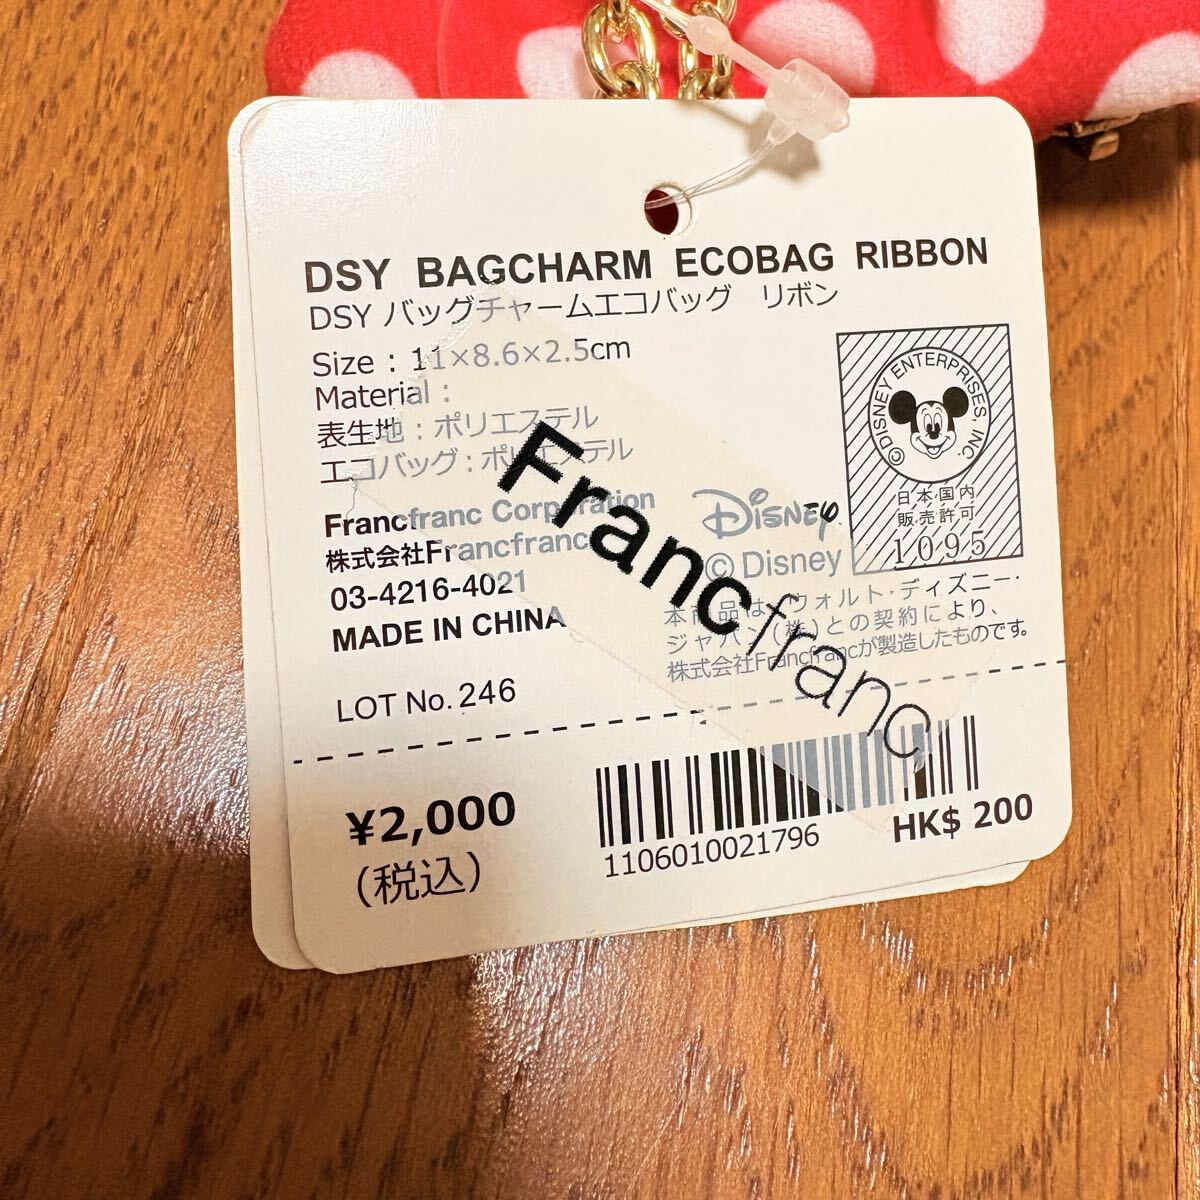 DSY BAGCHARM ECOBAG RIBBON
DSY バッグチャームエコバッグ リボン
Size : 11×8.6×2.5cm
Material :
表生地 : ポリエステル
エコバッグ : ポリエステル
Francfranc Corporation
株式会社Francfranc
03-4216-4021
MADE IN CHINA
LOT No. 246
Francfranc
Disney
© Disney
©DISNEY ENTERPRISES, INC.
日本国内
販売許可
1095
本商品は、ウォルト・ディズニー・
ジャパン(株)との契約により、
株式会社Francfrancが製造したものです。
¥2,000
(税込)
1106010021796
HK$ 200